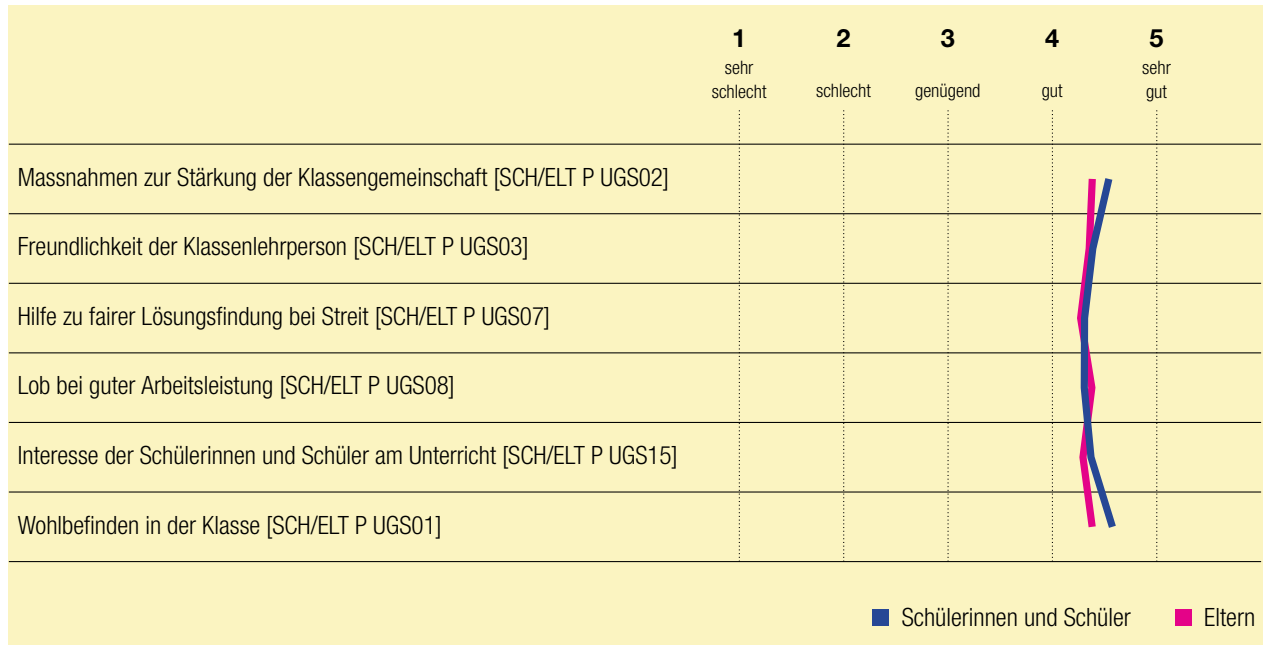 1 2 3 4 5
sehr schlecht schlecht genügend gut sehr gut
Massnahmen zur Stärkung der Klassengemeinschaft [SCH/ELT P UGS02]
Freundlichkeit der Klassenlehrperson [SCH/ELT P UGS03]
Hilfe zu fairer Lösungsfindung bei Streit [SCH/ELT P UGS07]
Lob bei guter Arbeitsleistung [SCH/ELT P UGS08]
Interesse der Schülerinnen und Schüler am Unterricht [SCH/ELT P UGS15]
Wohlbefinden in der Klasse [SCH/ELT P UGS01]
Schülerinnen und Schüler Eltern